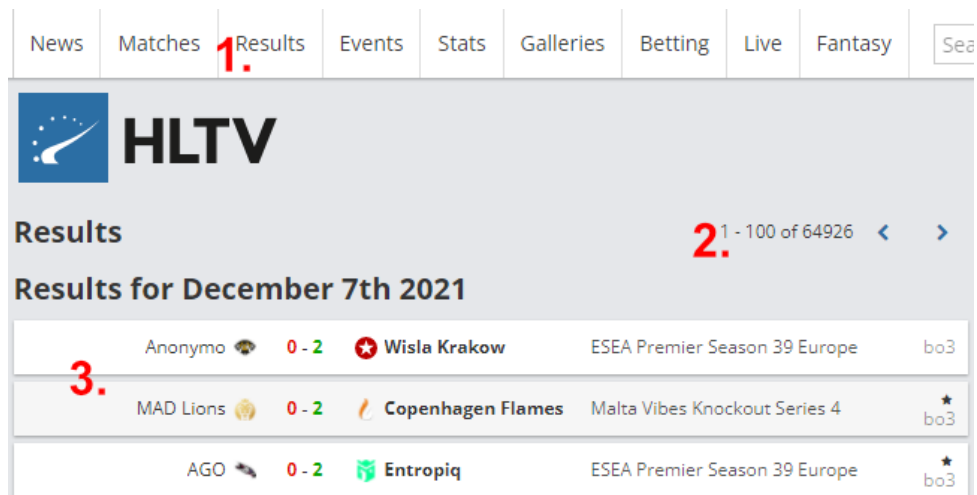 News Matches Results Events Stats Galleries Betting Live Fantasy Sea
1.
HLTV
Results 2. 1 - 100 of 64926 < >
Results for December 7th 2021
Anonymo 0 - 2 Wisla Krakow ESEA Premier Season 39 Europe bo3
3.
MAD Lions 0 - 2 Copenhagen Flames Malta Vibes Knockout Series 4 bo3
AGO 0 - 2 Entropiq ESEA Premier Season 39 Europe bo3